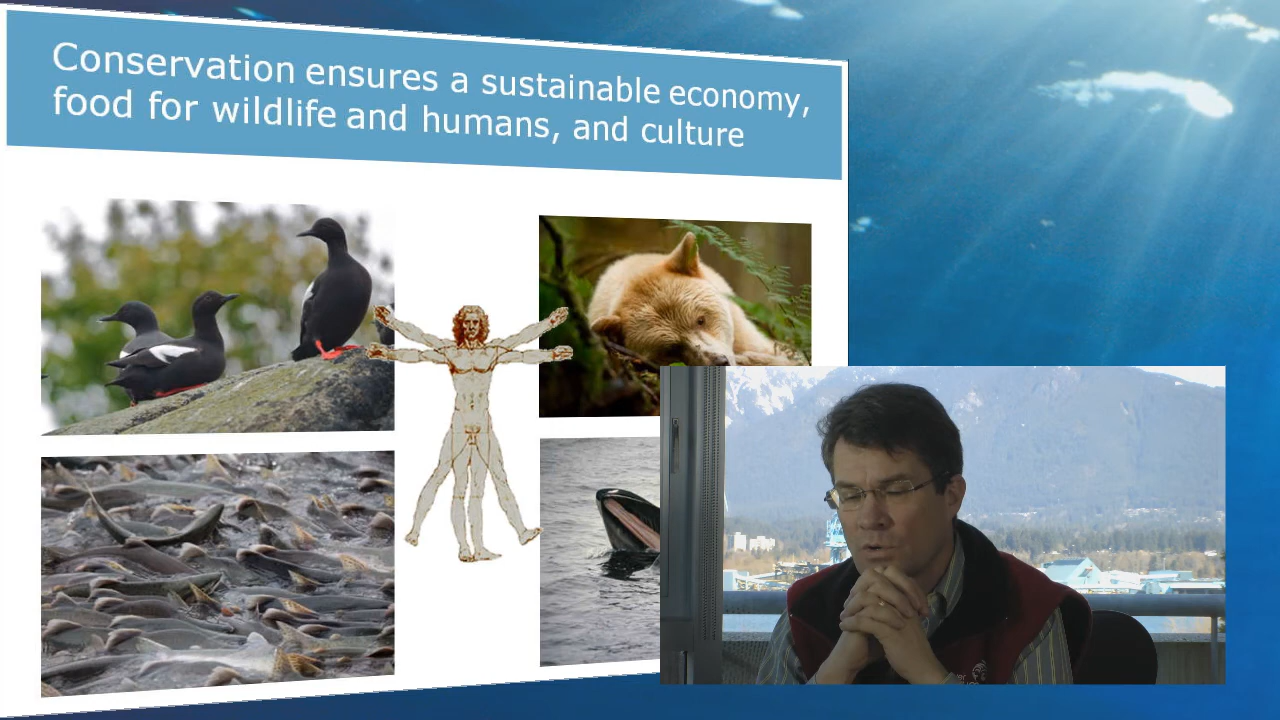 Conservation ensures a sustainable economy,
food for wildlife and humans, and culture